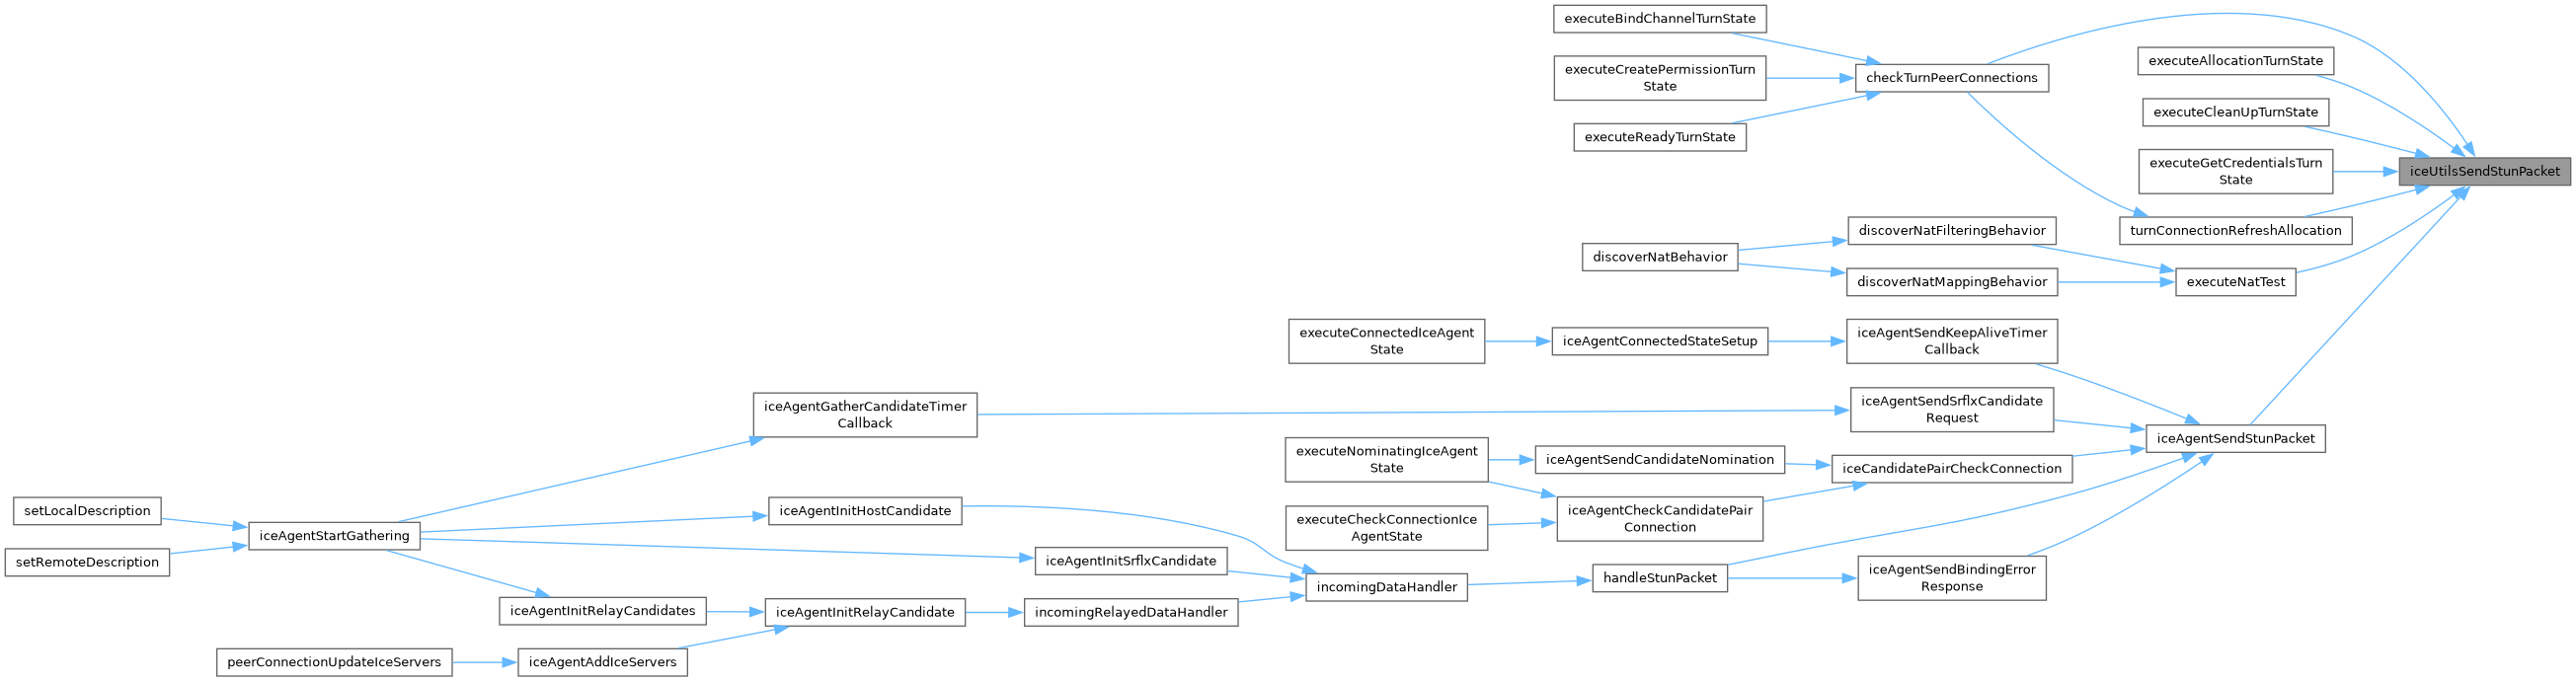 executeBindChannelTurnState
executeCreatePermissionTurn
State
executeReadyTurnState
checkTurnPeerConnections
executeAllocationTurnState
executeCleanUpTurnState
executeGetCredentialsTurn
State
iceUtilsSendStunPacket
turnConnectionRefreshAllocation
discoverNatFilteringBehavior
discoverNatBehavior
discoverNatMappingBehavior
executeNatTest
executeConnectedIceAgent
State
iceAgentConnectedStateSetup
iceAgentSendKeepAliveTimer
Callback
iceAgentGatherCandidateTimer
Callback
iceAgentSendSrflxCandidate
Request
iceAgentSendStunPacket
executeNominatingIceAgent
State
iceAgentSendCandidateNomination
iceCandidatePairCheckConnection
setLocalDescription
iceAgentStartGathering
setRemoteDescription
iceAgentInitHostCandidate
executeCheckConnectionIce
AgentState
iceAgentCheckCandidatePair
Connection
iceAgentInitSrflxCandidate
incomingDataHandler
handleStunPacket
iceAgentSendBindingError
Response
iceAgentInitRelayCandidates
iceAgentInitRelayCandidate
incomingRelayedDataHandler
peerConnectionUpdateIceServers
iceAgentAddIceServers